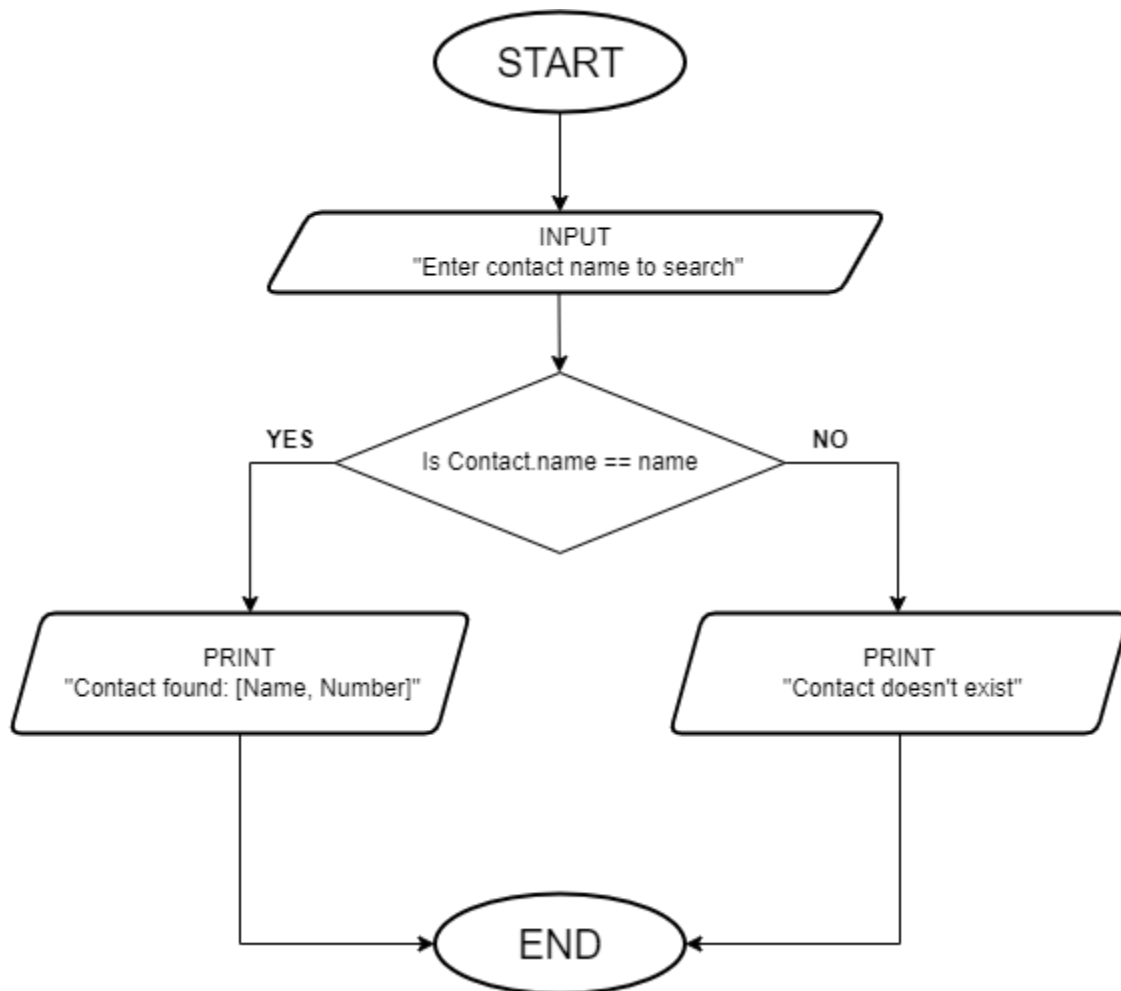 START
INPUT
"Enter contact name to search"
YES
NO
Is Contact.name == name
PRINT
"Contact found: [Name, Number]"
PRINT
"Contact doesn't exist"
END